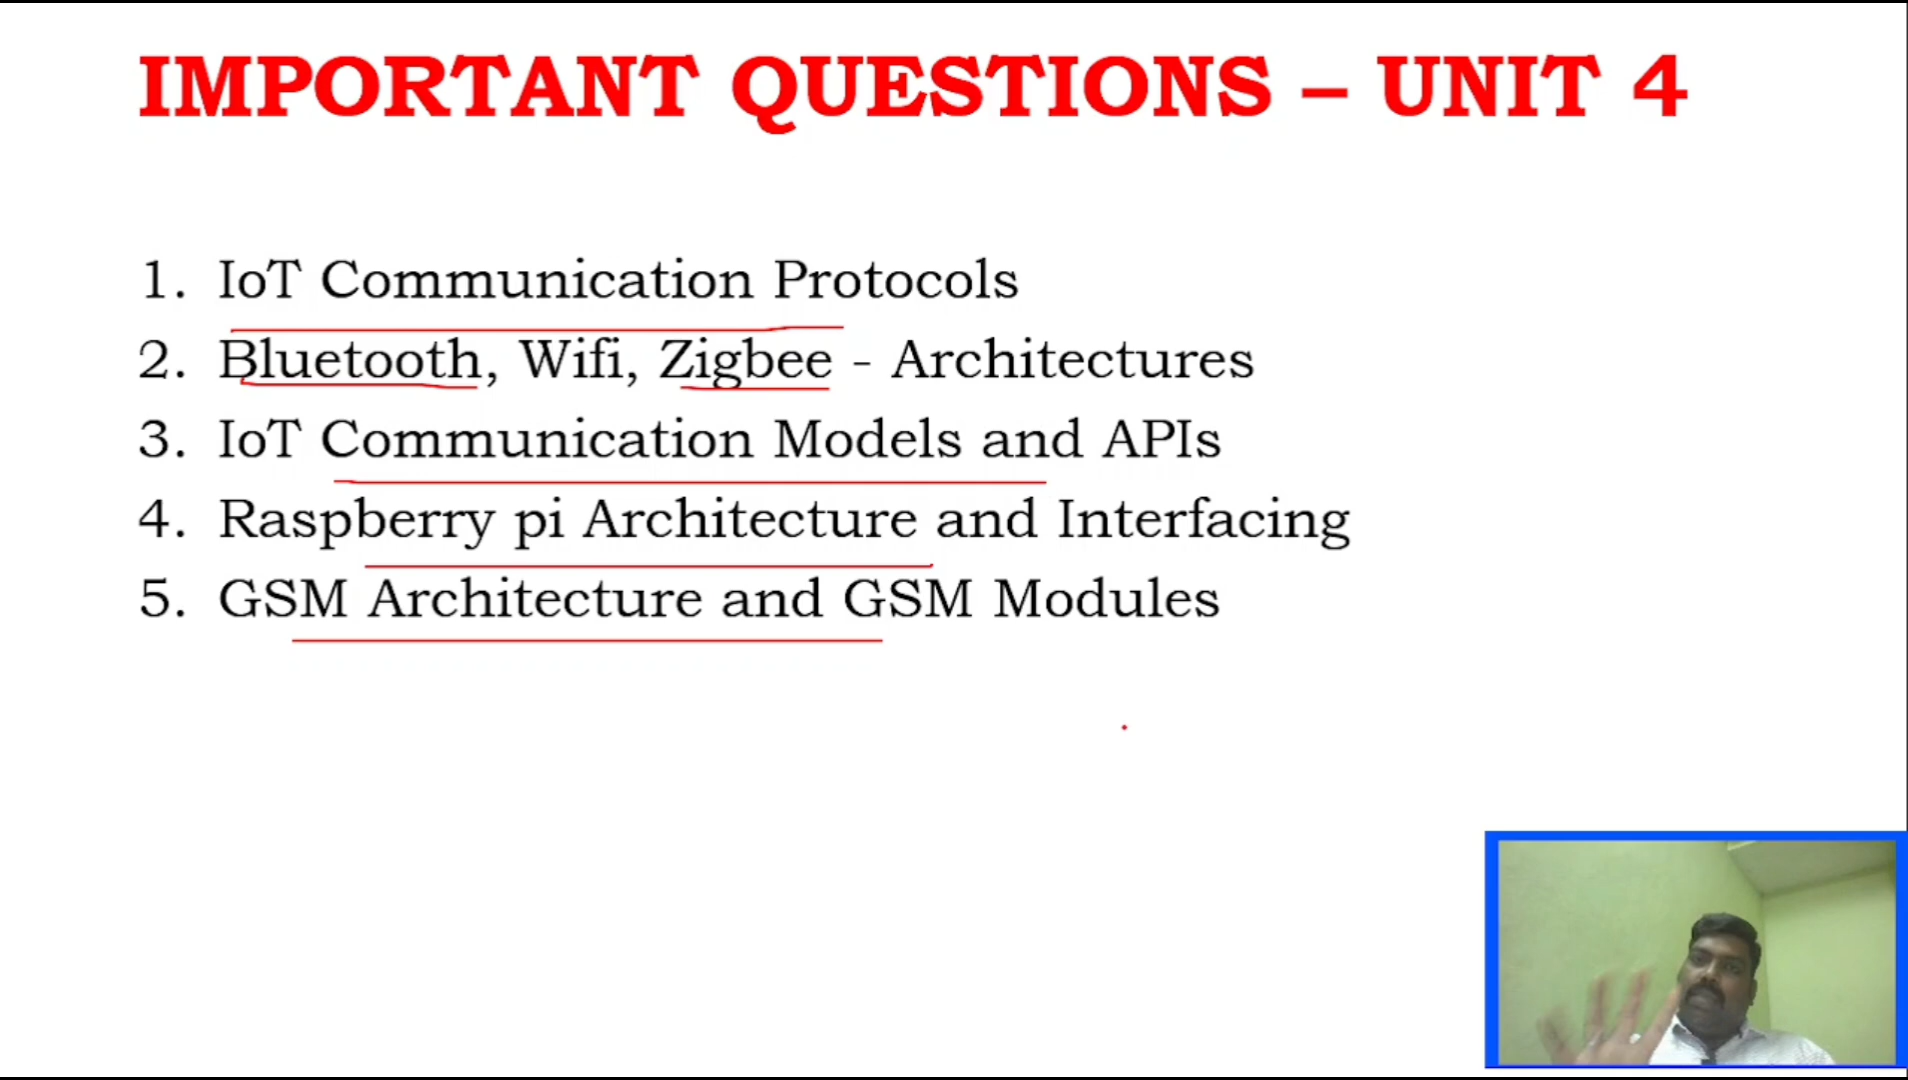 IMPORTANT QUESTIONS – UNIT 4
1. IoT Communication Protocols
2. Bluetooth, Wifi, Zigbee - Architectures
3. IoT Communication Models and APIs
4. Raspberry pi Architecture and Interfacing
5. GSM Architecture and GSM Modules